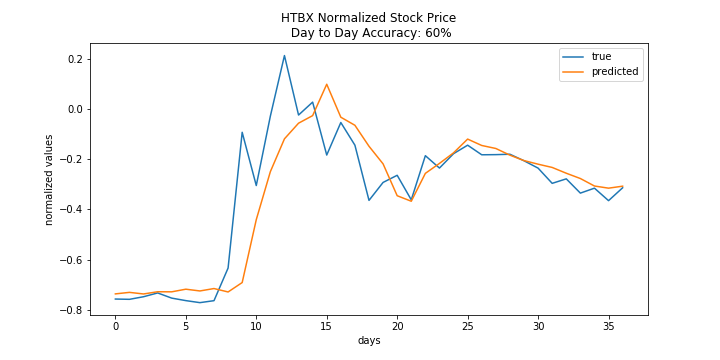 HTBX Normalized Stock Price
Day to Day Accuracy: 60%
true
predicted
normalized values
0.2
0.0
−0.2
−0.4
−0.6
−0.8
0
5
10
15
20
25
30
35
days